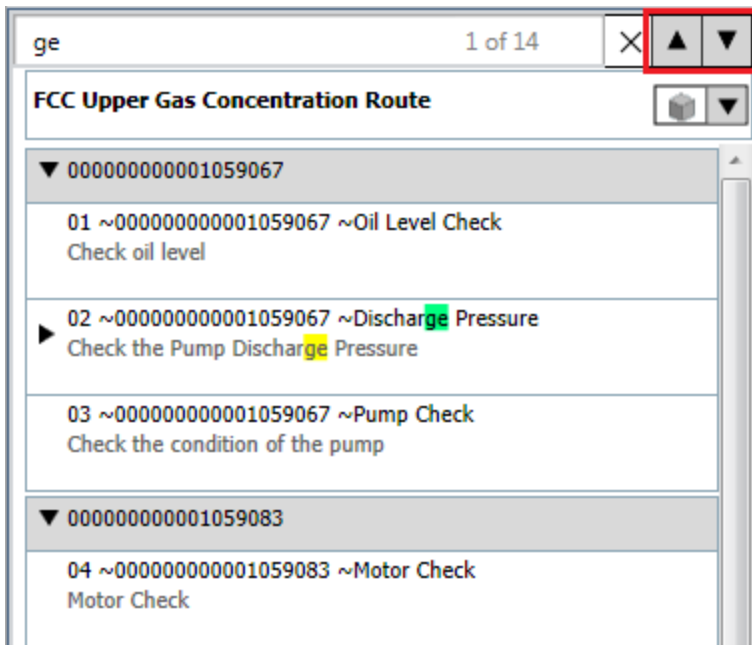 ge 1 of 14
FCC Upper Gas Concentration Route
000000000001059067
01 ~000000000001059067 ~Oil Level Check
Check oil level
02 ~000000000001059067 ~Discharge Pressure
Check the Pump Discharge Pressure
03 ~000000000001059067 ~Pump Check
Check the condition of the pump
000000000001059083
04 ~000000000001059083 ~Motor Check
Motor Check